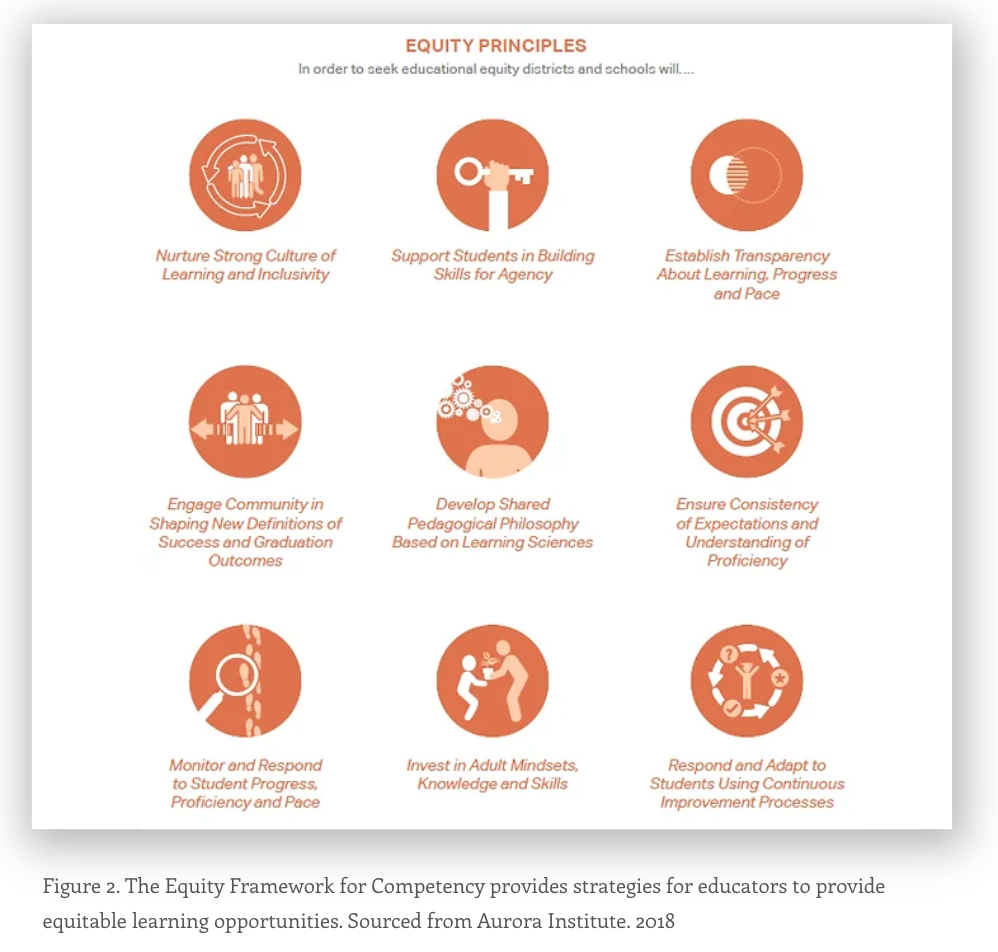 EQUITY PRINCIPLES
In order to seek educational equity districts and schools will....
Nurture Strong Culture of
Learning and Inclusivity
Support Students in Building
Skills for Agency
Establish Transparency
About Learning, Progress
and Pace
Engage Community in
Shaping New Definitions of
Success and Graduation
Outcomes
Develop Shared
Pedagogical Philosophy
Based on Learning Sciences
Ensure Consistency
of Expectations and
Understanding of
Proficiency
?
Monitor and Respond
to Student Progress,
Proficiency and Pace
Invest in Adult Mindsets,
Knowledge and Skills
Respond and Adapt to
Students Using Continuous
Improvement Processes
Figure 2. The Equity Framework for Competency provides strategies for educators to provide
equitable learning opportunities. Sourced from Aurora Institute. 2018